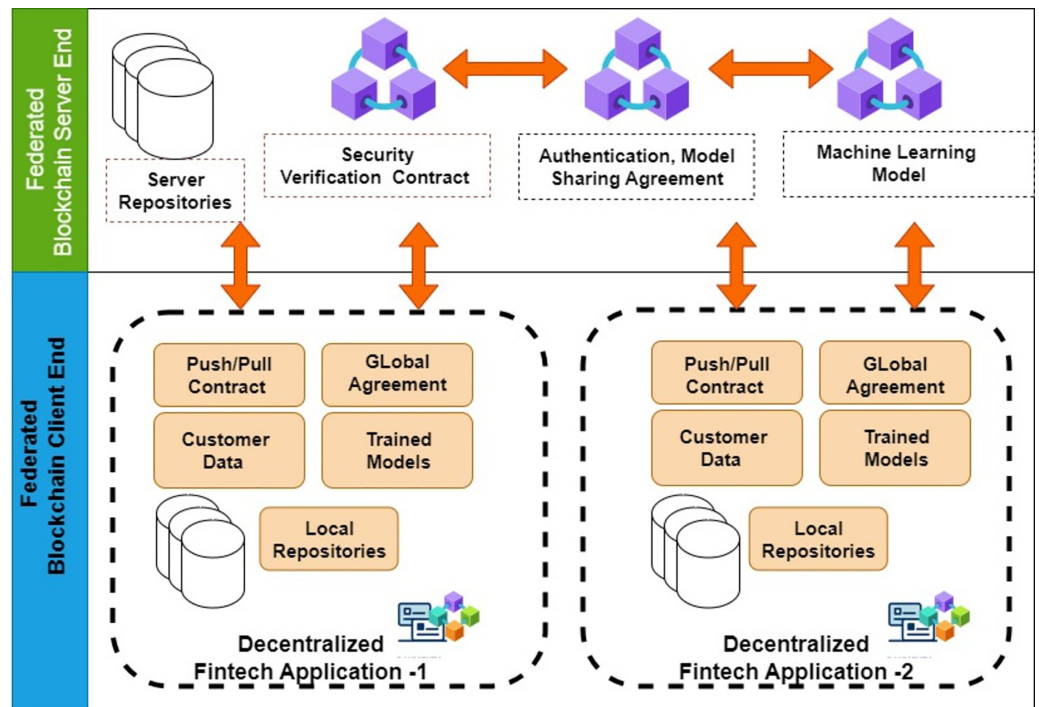 Federated
Blockchain Server End
Server
Repositories
Security
Verification Contract
Authentication, Model
Sharing Agreement
Machine Learning
Model
Federated
Blockchain Client End
Push/Pull
Contract
GLobal
Agreement
Customer
Data
Trained
Models
Local
Repositories
Decentralized
Fintech Application -1
Push/Pull
Contract
GLobal
Agreement
Customer
Data
Trained
Models
Local
Repositories
Decentralized
Fintech Application -2